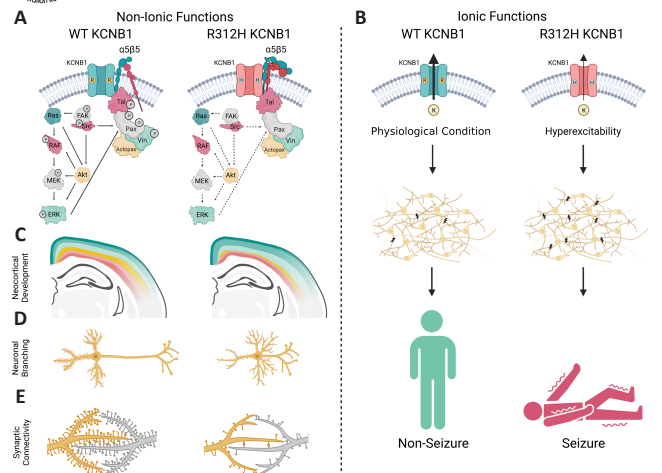 A
Non-Ionic Functions
WT KCNB1
R312H KCNB1
α5β5
α5β5
KCNB1
R
R
KCNB1
H
H
Tal
P
Ras
P
FAK
P
Src
P
P
Pax
P
Vin
Actopax
P
RAF
Akt
MEK
P
P
ERK
Tal
Ras
FAK
Src
Pax
Vin
Actopax
RAF
Akt
MEK
ERK
B
Ionic Functions
WT KCNB1
R312H KCNB1
KCNB1
R
R
K
KCNB1
H
H
K
Physiological Condition
Hyperexcitability
Non-Seizure
Seizure
C
Neocortical
Development
D
Neuronal
Branching
E
Synaptic
Connectivity